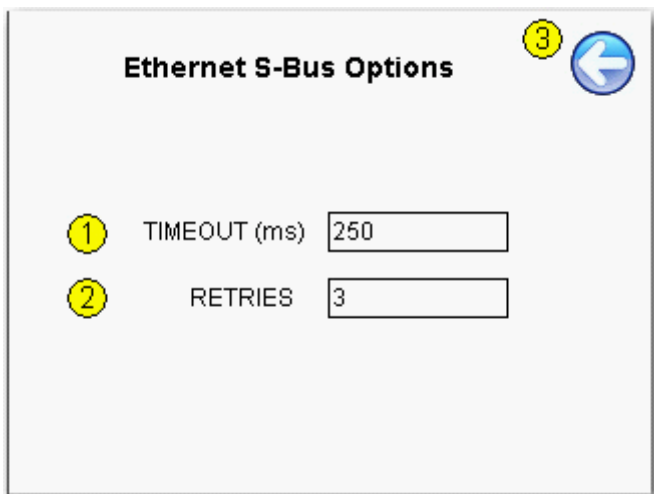 3
Ethernet S-Bus Options
1 TIMEOUT (ms) 250
2 RETRIES 3